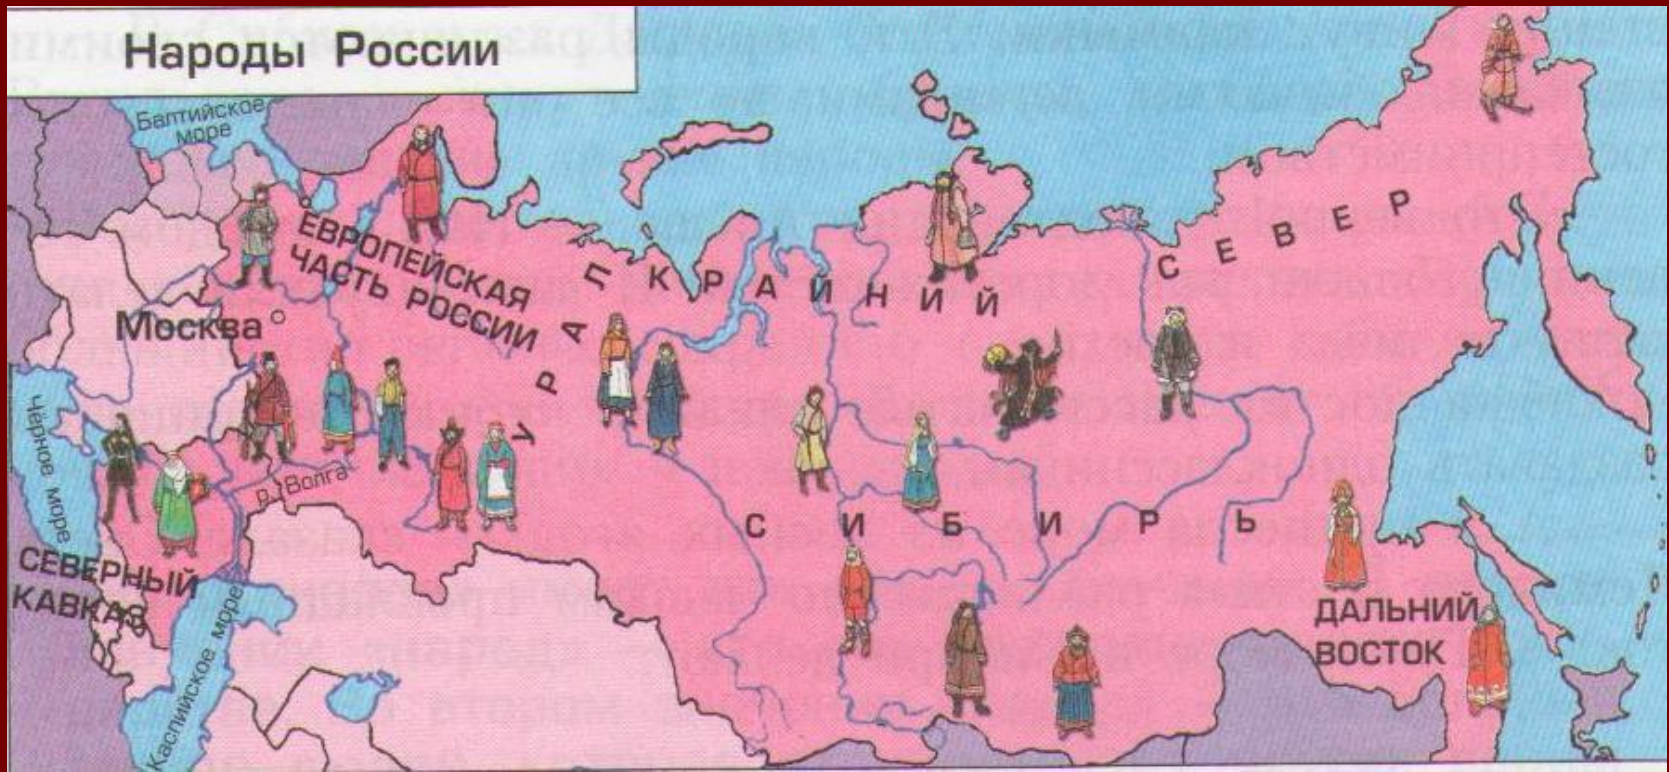 Народы России
Балтийское
море
ЕВРОПЕЙСКАЯ
ЧАСТЬ РОССИИ
Москва
УРАЛ
КРАЙНИЙ СЕВЕР
Чёрное море
р. Волга
СИБИРЬ
СЕВЕРНЫЙ
КАВКАЗ
Каспийское море
ДАЛЬНИЙ
ВОСТОК